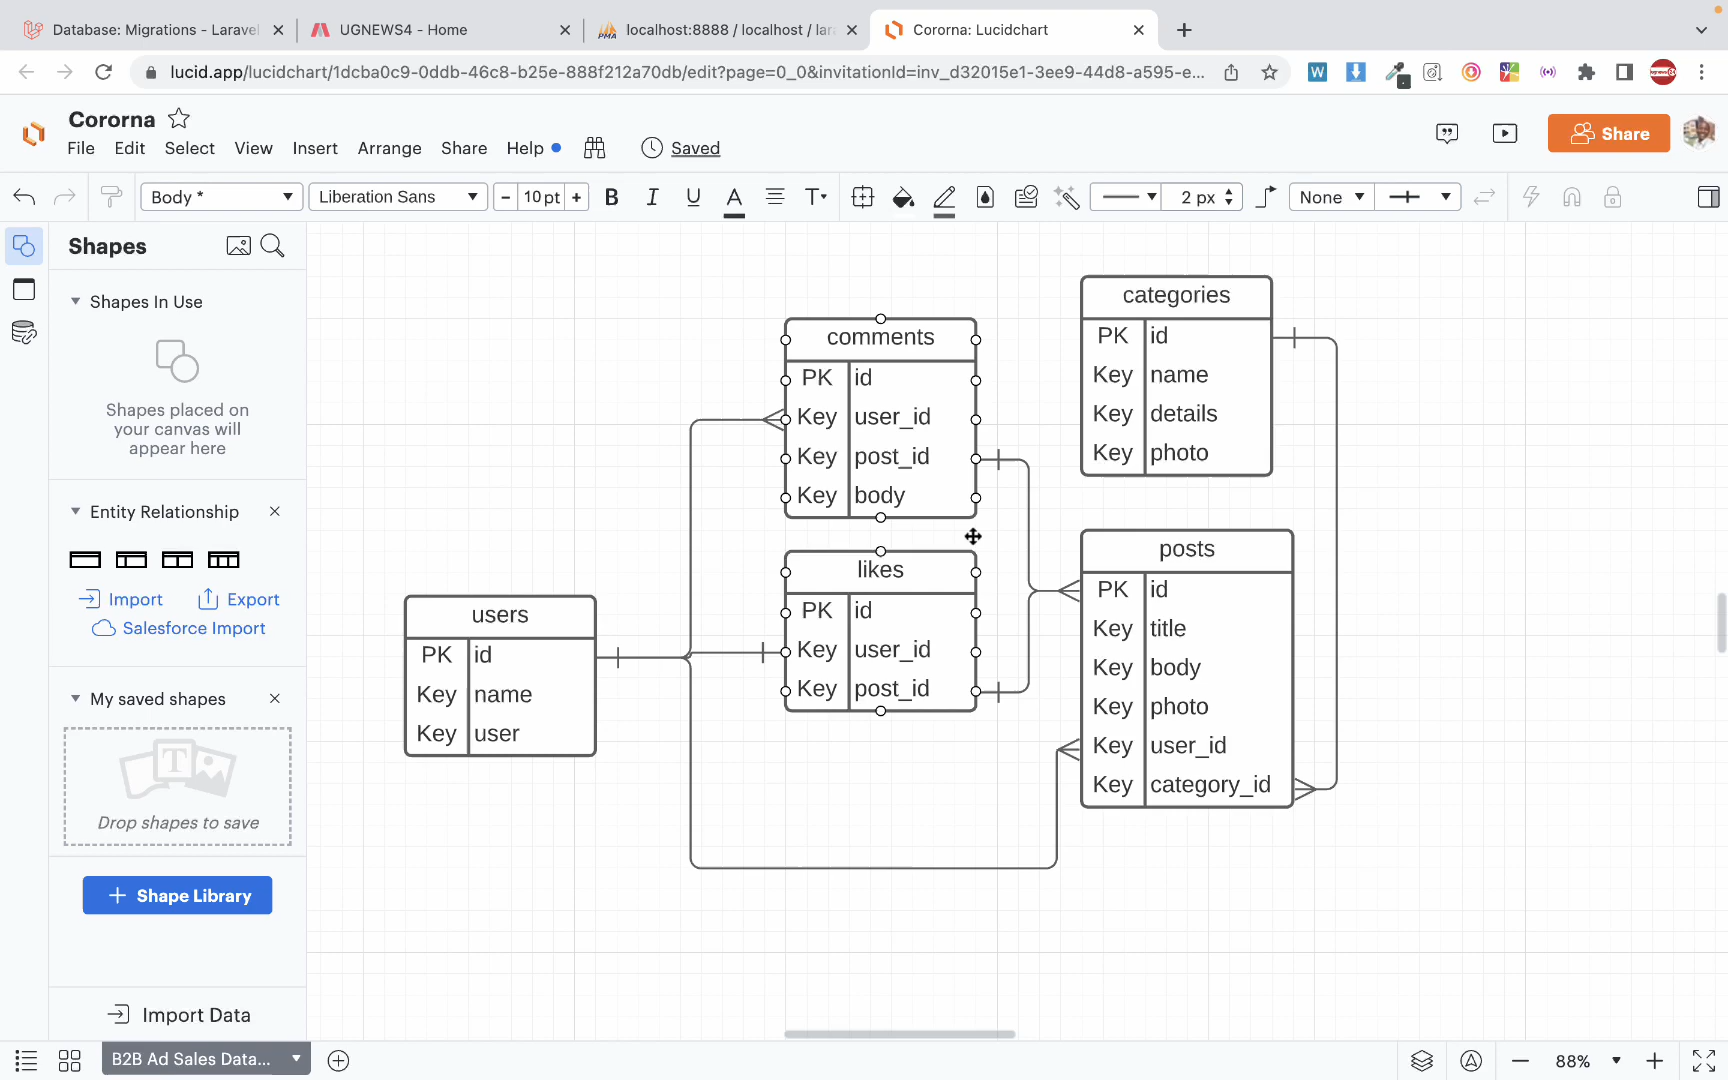 Database: Migrations - Laravel
UGNEWS4 - Home
localhost:8888 / localhost / lar
Cororna: Lucidchart
lucid.app/lucidchart/1dcba0c9-0ddb-46c8-b25e-888f212a70db/edit?page=0_0&invitationId=inv_d32015e1-3ee9-44d8-a595-e...
Cororna
File Edit Select View Insert Arrange Share Help
Saved
Share
Body *
Liberation Sans
10 pt
B I U A T
2 px
None
Shapes
Shapes In Use
Shapes placed on
your canvas will
appear here
Entity Relationship
Import
Export
Salesforce Import
My saved shapes
T
Drop shapes to save
Shape Library
Import Data
users
PK id
Key name
Key user
comments
PK id
Key user_id
Key post_id
Key body
likes
PK id
Key user_id
Key post_id
categories
PK id
Key name
Key details
Key photo
posts
PK id
Key title
Key body
Key photo
Key user_id
Key category_id
B2B Ad Sales Data...
88%